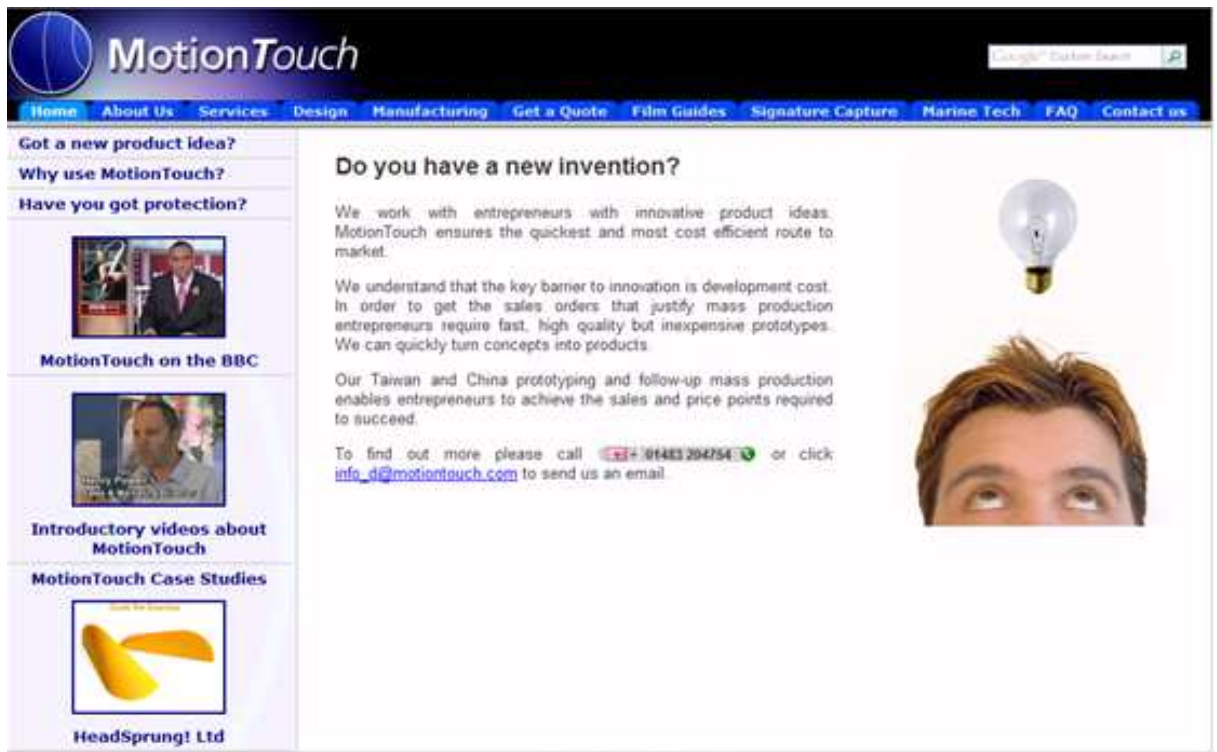 MotionTouch
Google™ Custom Search
Home About Us Services Design Manufacturing Get a Quote Film Guides Signature Capture Marine Tech FAQ Contact us
Got a new product idea?
Why use MotionTouch?
Have you got protection?
MotionTouch on the BBC
Introductory videos about
MotionTouch
MotionTouch Case Studies
HeadSprung! Ltd
Do you have a new invention?
We work with entrepreneurs with innovative product ideas.
MotionTouch ensures the quickest and most cost efficient route to
market.
We understand that the key barrier to innovation is development cost.
In order to get the sales orders that justify mass production
entrepreneurs require fast, high quality but inexpensive prototypes.
We can quickly turn concepts into products.
Our Taiwan and China prototyping and follow-up mass production
enables entrepreneurs to achieve the sales and price points required
to succeed.
To find out more please call 01483 204754 or click
info_d@motiontouch.com to send us an email.